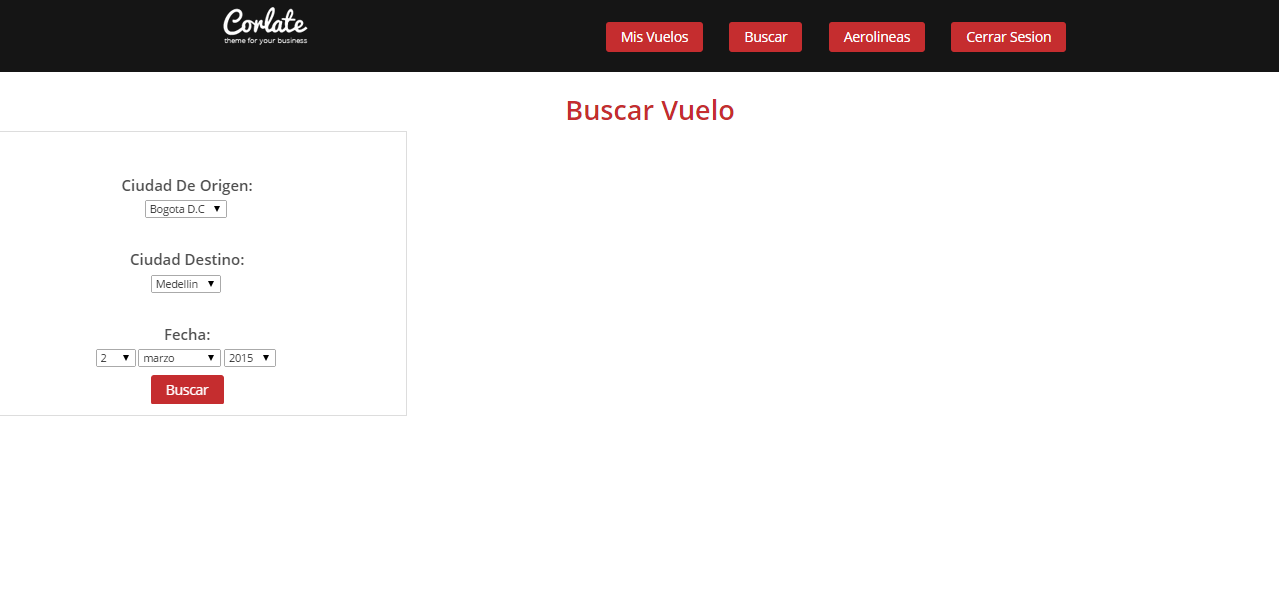 Corlate
theme for your business
Mis Vuelos Buscar Aerolineas Cerrar Sesion
Buscar Vuelo
Ciudad De Origen:
Bogota D.C
Ciudad Destino:
Medellin
Fecha:
2 marzo 2015
Buscar